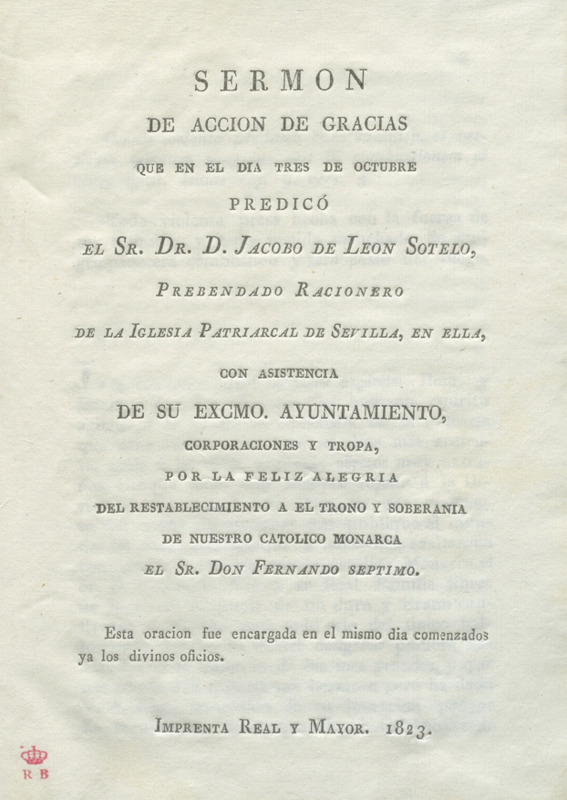 SERMON
DE ACCION DE GRACIAS
QUE EN EL DIA TRES DE OCTUBRE
PREDICÓ
EL SR. DR. D. JACOBO DE LEON SOTELO,
PREBENDADO RACIONERO
DE LA IGLESIA PATRIARCAL DE SEVILLA, EN ELLA,
CON ASISTENCIA
DE SU EXCMO. AYUNTAMIENTO,
CORPORACIONES Y TROPA,
POR LA FELIZ ALEGRIA
DEL RESTABLECIMIENTO A EL TRONO Y SOBERANIA
DE NUESTRO CATOLICO MONARCA
EL SR. DON FERNANDO SEPTIMO.
Esta oracion fue encargada en el mismo dia comenzados
ya los divinos oficios.
IMPRENTA REAL Y MAYOR. 1823.
R B